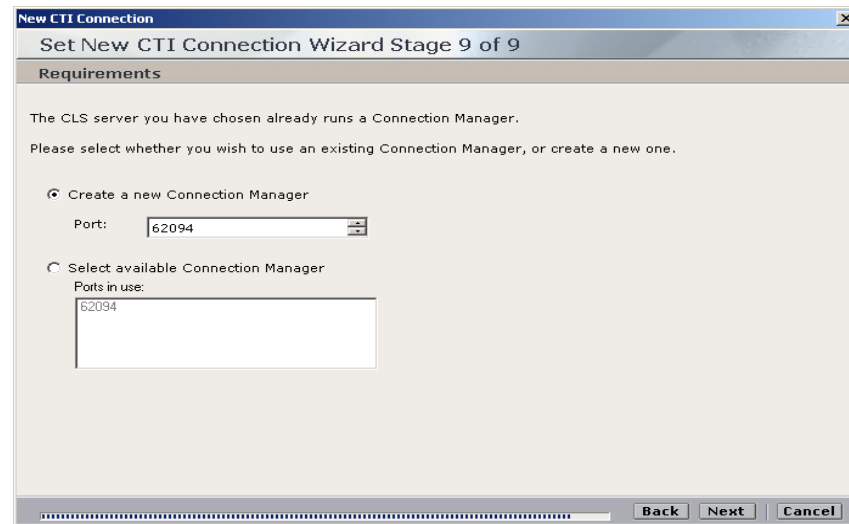 New CTI Connection
Set New CTI Connection Wizard Stage 9 of 9
Requirements
The CLS server you have chosen already runs a Connection Manager.
Please select whether you wish to use an existing Connection Manager, or create a new one.
Create a new Connection Manager
Port: 62094
Select available Connection Manager
Ports in use:
62094
Back Next Cancel